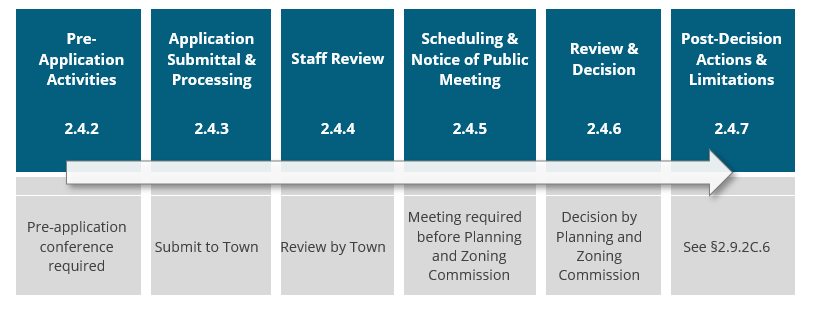 Pre-
Application
Activities
2.4.2
Application
Submittal &
Processing
2.4.3
Staff Review
2.4.4
Scheduling &
Notice of Public
Meeting
2.4.5
Review &
Decision
2.4.6
Post-Decision
Actions &
Limitations
2.4.7
Pre-application
conference
required
Submit to Town
Review by Town
Meeting required
before Planning
and Zoning
Commission
Decision by
Planning and
Zoning
Commission
See §2.9.2C.6